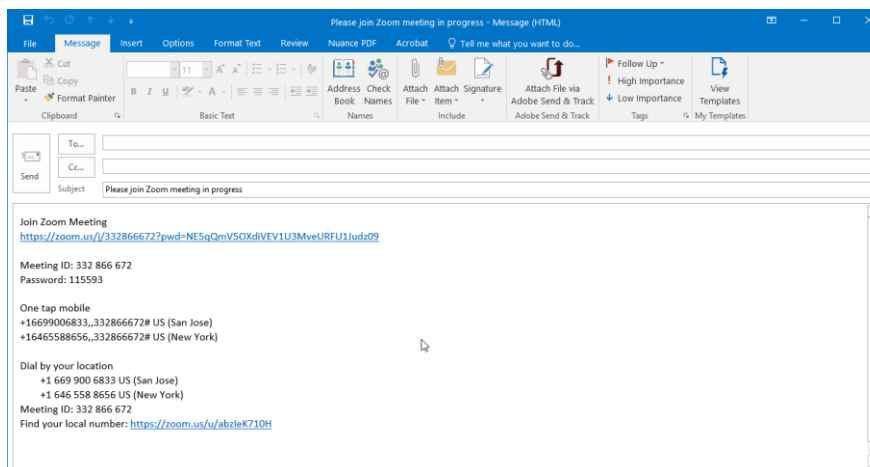 Please join Zoom meeting in progress - Message (HTML)
File Message Insert Options Format Text Review Nuance PDF Acrobat Tell me what you want to do...
Paste
Cut
Copy
Format Painter
Clipboard
11
B I U
Basic Text
Address Book
Check Names
Names
Attach File
Attach Item
Signature
Include
Attach File via Adobe Send & Track
Adobe Send & Track
Follow Up
High Importance
Low Importance
Tags
View Templates
My Templates
Send
To...
Cc...
Subject Please join Zoom meeting in progress
Join Zoom Meeting
https://zoom.us/j/332866672?pwd=NE5qQmV5OXdiVEV1U3MveURFU1Judz09
Meeting ID: 332 866 672
Password: 115593
One tap mobile
+16699006833,,332866672# US (San Jose)
+16465588656,,332866672# US (New York)
Dial by your location
+1 669 900 6833 US (San Jose)
+1 646 558 8656 US (New York)
Meeting ID: 332 866 672
Find your local number: https://zoom.us/u/abzIeK710H